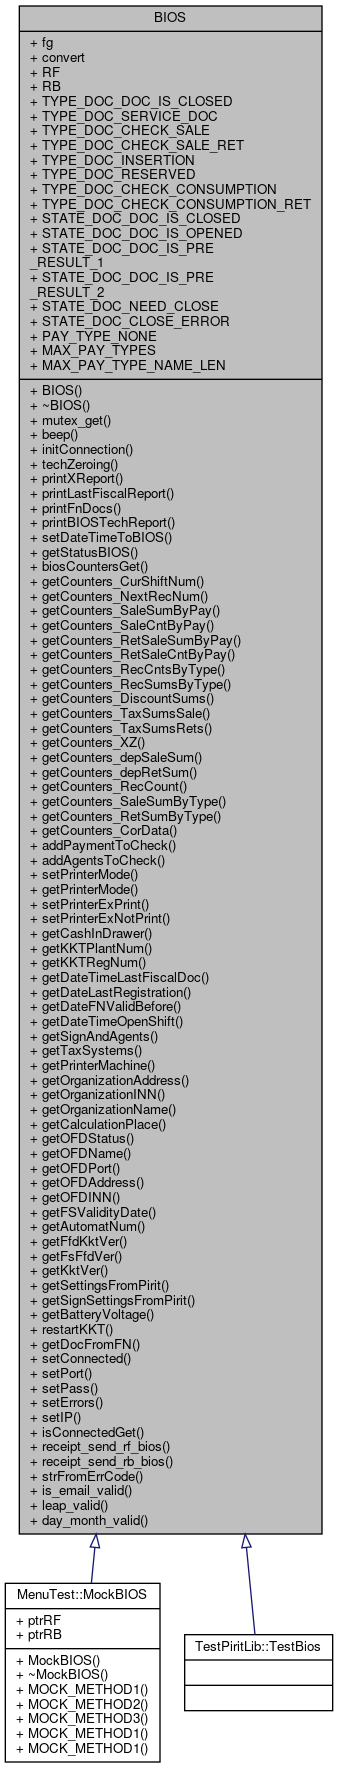 BIOS
+ fg
+ convert
+ RF
+ RB
+ TYPE_DOC_DOC_IS_CLOSED
+ TYPE_DOC_SERVICE_DOC
+ TYPE_DOC_CHECK_SALE
+ TYPE_DOC_CHECK_SALE_RET
+ TYPE_DOC_INSERTION
+ TYPE_DOC_RESERVED
+ TYPE_DOC_CHECK_CONSUMPTION
+ TYPE_DOC_CHECK_CONSUMPTION_RET
+ STATE_DOC_DOC_IS_CLOSED
+ STATE_DOC_DOC_IS_OPENED
+ STATE_DOC_DOC_IS_PRE
_RESULT_1
+ STATE_DOC_DOC_IS_PRE
_RESULT_2
+ STATE_DOC_NEED_CLOSE
+ STATE_DOC_CLOSE_ERROR
+ PAY_TYPE_NONE
+ MAX_PAY_TYPES
+ MAX_PAY_TYPE_NAME_LEN
+ BIOS()
+ ~BIOS()
+ mutex_get()
+ beep()
+ initConnection()
+ techZeroing()
+ printXReport()
+ printLastFiscalReport()
+ printFnDocs()
+ printBIOSTechReport()
+ setDateTimeToBIOS()
+ getStatusBIOS()
+ biosCountersGet()
+ getCounters_CurShiftNum()
+ getCounters_NextRecNum()
+ getCounters_SaleSumByPay()
+ getCounters_SaleCntByPay()
+ getCounters_RetSaleSumByPay()
+ getCounters_RetSaleCntByPay()
+ getCounters_RecCntsByType()
+ getCounters_RecSumsByType()
+ getCounters_DiscountSums()
+ getCounters_TaxSumsSale()
+ getCounters_TaxSumsRets()
+ getCounters_XZ()
+ getCounters_depSaleSum()
+ getCounters_depRetSum()
+ getCounters_RecCount()
+ getCounters_SaleSumByType()
+ getCounters_RetSumByType()
+ getCounters_CorData()
+ addPaymentToCheck()
+ addAgentsToCheck()
+ setPrinterMode()
+ getPrinterMode()
+ setPrinterExPrint()
+ setPrinterExNotPrint()
+ getCashInDrawer()
+ getKKTPlantNum()
+ getKKTRegNum()
+ getDateTimeLastFiscalDoc()
+ getDateLastRegistration()
+ getDateFNValidBefore()
+ getDateTimeOpenShift()
+ getSignAndAgents()
+ getTaxSystems()
+ getPrinterMachine()
+ getOrganizationAddress()
+ getOrganizationINN()
+ getOrganizationName()
+ getCalculationPlace()
+ getOFDStatus()
+ getOFDName()
+ getOFDPort()
+ getOFDAddress()
+ getOFDINN()
+ getFSValidityDate()
+ getAutomatNum()
+ getFfdKktVer()
+ getFsFfdVer()
+ getKktVer()
+ getSettingsFromPirit()
+ getSignSettingsFromPirit()
+ getBatteryVoltage()
+ restartKKT()
+ getDocFromFN()
+ setConnected()
+ setPort()
+ setPass()
+ setErrors()
+ setIP()
+ isConnectedGet()
+ receipt_send_rf_bios()
+ receipt_send_rb_bios()
+ strFromErrCode()
+ is_email_valid()
+ leap_valid()
+ day_month_valid()
MenuTest::MockBIOS
+ ptrRF
+ ptrRB
+ MockBIOS()
+ ~MockBIOS()
+ MOCK_METHOD1()
+ MOCK_METHOD2()
+ MOCK_METHOD3()
+ MOCK_METHOD1()
+ MOCK_METHOD1()
TestPiritLib::TestBios